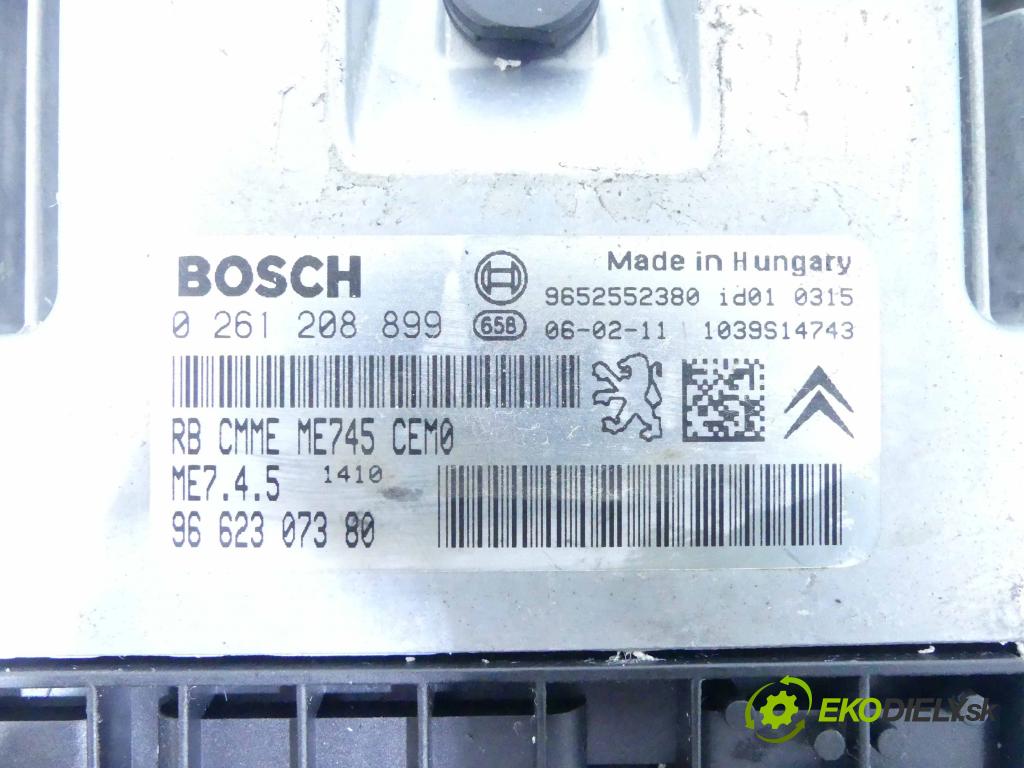 BOSCH
Made in Hungary
9652552380 id01 0315
0 261 208 899
658
06-02-11 1039S14743
RB CMME ME745 CEM0
ME7.4.5 1410
96 623 073 80
EKODIELY.sk